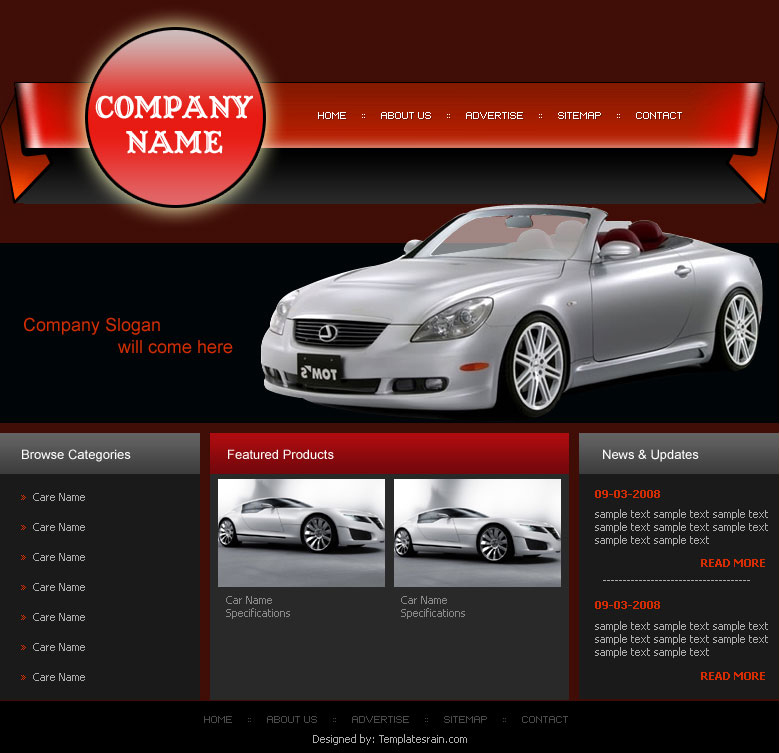 COMPANY
NAME
HOME :: ABOUT US :: ADVERTISE :: SITEMAP :: CONTACT
Company Slogan
will come here
TOM'S
Browse Categories
Care Name
Care Name
Care Name
Care Name
Care Name
Care Name
Care Name
Featured Products
Car Name
Specifications
Car Name
Specifications
News & Updates
09-03-2008
sample text sample text sample text
sample text sample text sample text
sample text sample text
READ MORE
09-03-2008
sample text sample text sample text
sample text sample text sample text
sample text sample text
READ MORE
HOME :: ABOUT US :: ADVERTISE :: SITEMAP :: CONTACT
Designed by: Templatesrain.com